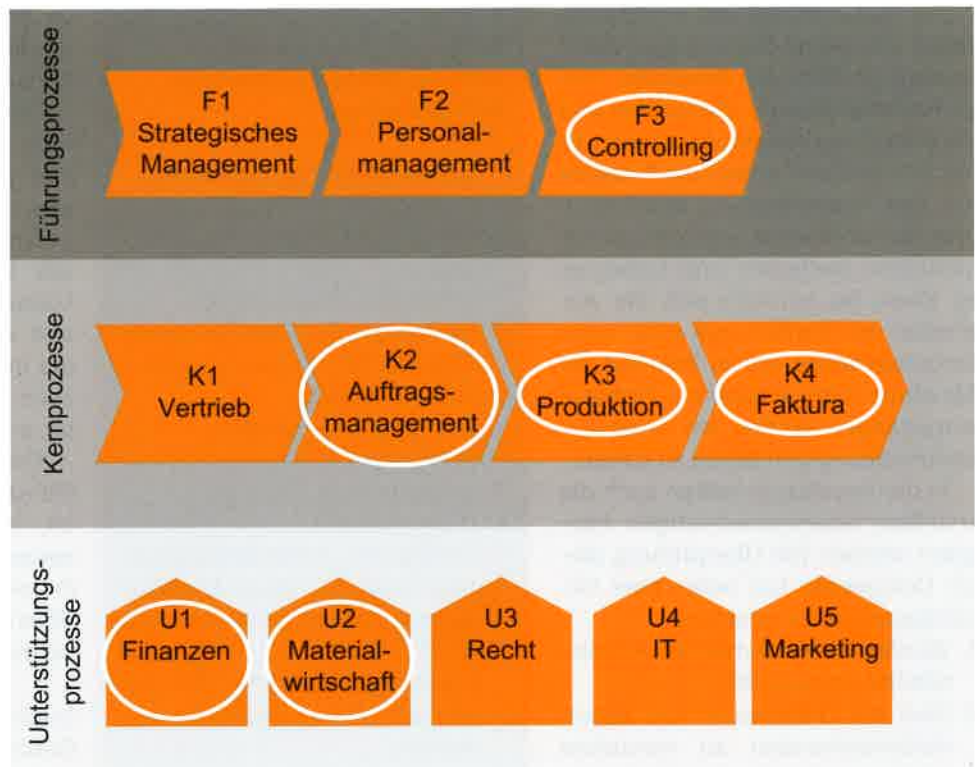 Führungsprozesse
F1
Strategisches
Management
F2
Personal-
management
F3
Controlling
Kernprozesse
K1
Vertrieb
K2
Auftrags-
management
K3
Produktion
K4
Faktura
Unterstützungs-
prozesse
U1
Finanzen
U2
Material-
wirtschaft
U3
Recht
U4
IT
U5
Marketing